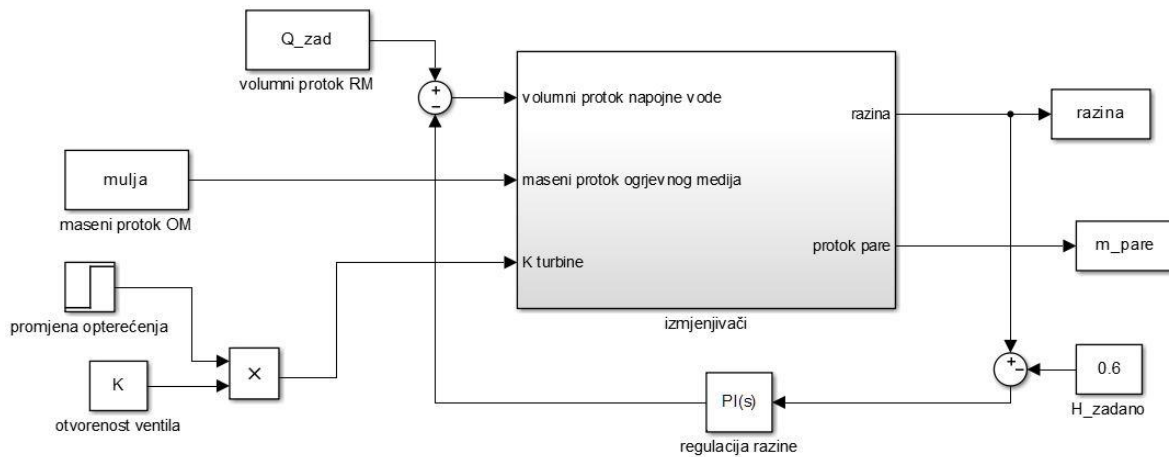 Q_zad
volumni protok RM
+
−
volumni protok napojne vode
razina
razina
mulja
maseni protok OM
maseni protok ogrjevnog medija
protok pare
m_pare
K turbine
promjena opterećenja
izmjenjivači
×
K
otvorenost ventila
PI(s)
regulacija razine
+
−
0.6
H_zadano